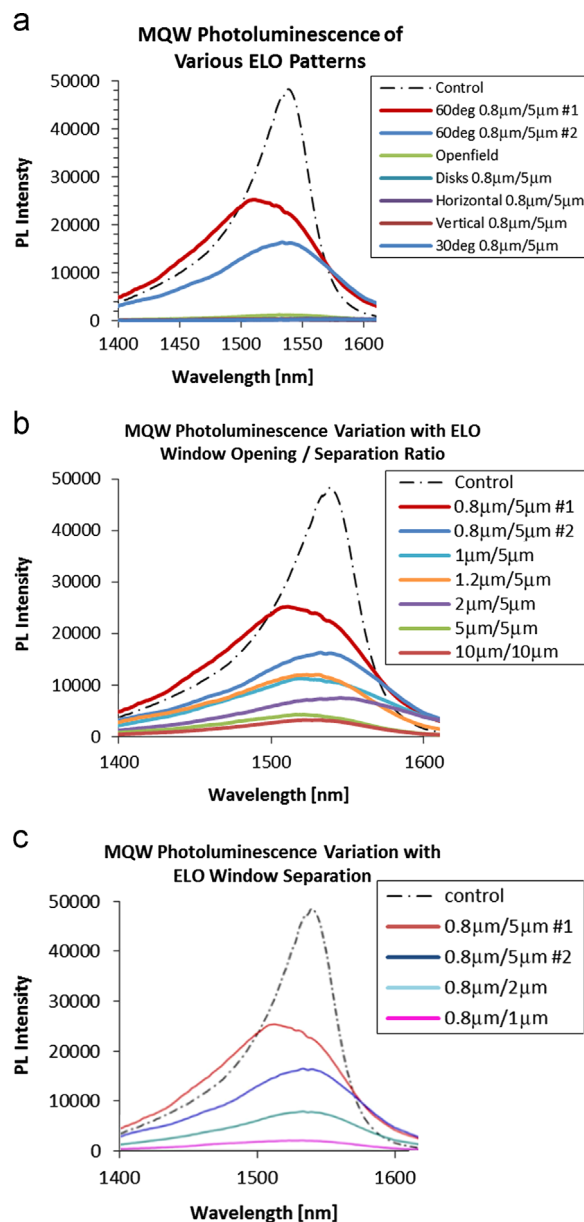 a
MQW Photoluminescence of
Various ELO Patterns
50000
40000
30000
20000
10000
0
PL Intensty
1400
1450
1500
1550
1600
Wavelength [nm]
Control
60deg 0.8µm/5µm #1
60deg 0.8µm/5µm #2
Openfield
Disks 0.8µm/5µm
Horizontal 0.8µm/5µm
Vertical 0.8µm/5µm
30deg 0.8µm/5µm
b
MQW Photoluminescence Variation with ELO
Window Opening / Separation Ratio
50000
40000
30000
20000
10000
0
PL Intensity
1400
1500
1600
Wavelength [nm]
Control
0.8µm/5µm #1
0.8µm/5µm #2
1µm/5µm
1.2µm/5µm
2µm/5µm
5µm/5µm
10µm/10µm
c
MQW Photoluminescence Variation with
ELO Window Separation
50000
40000
30000
20000
10000
0
PL Intensity
1400
1500
1600
Wavelength [nm]
control
0.8µm/5µm #1
0.8µm/5µm #2
0.8µm/2µm
0.8µm/1µm